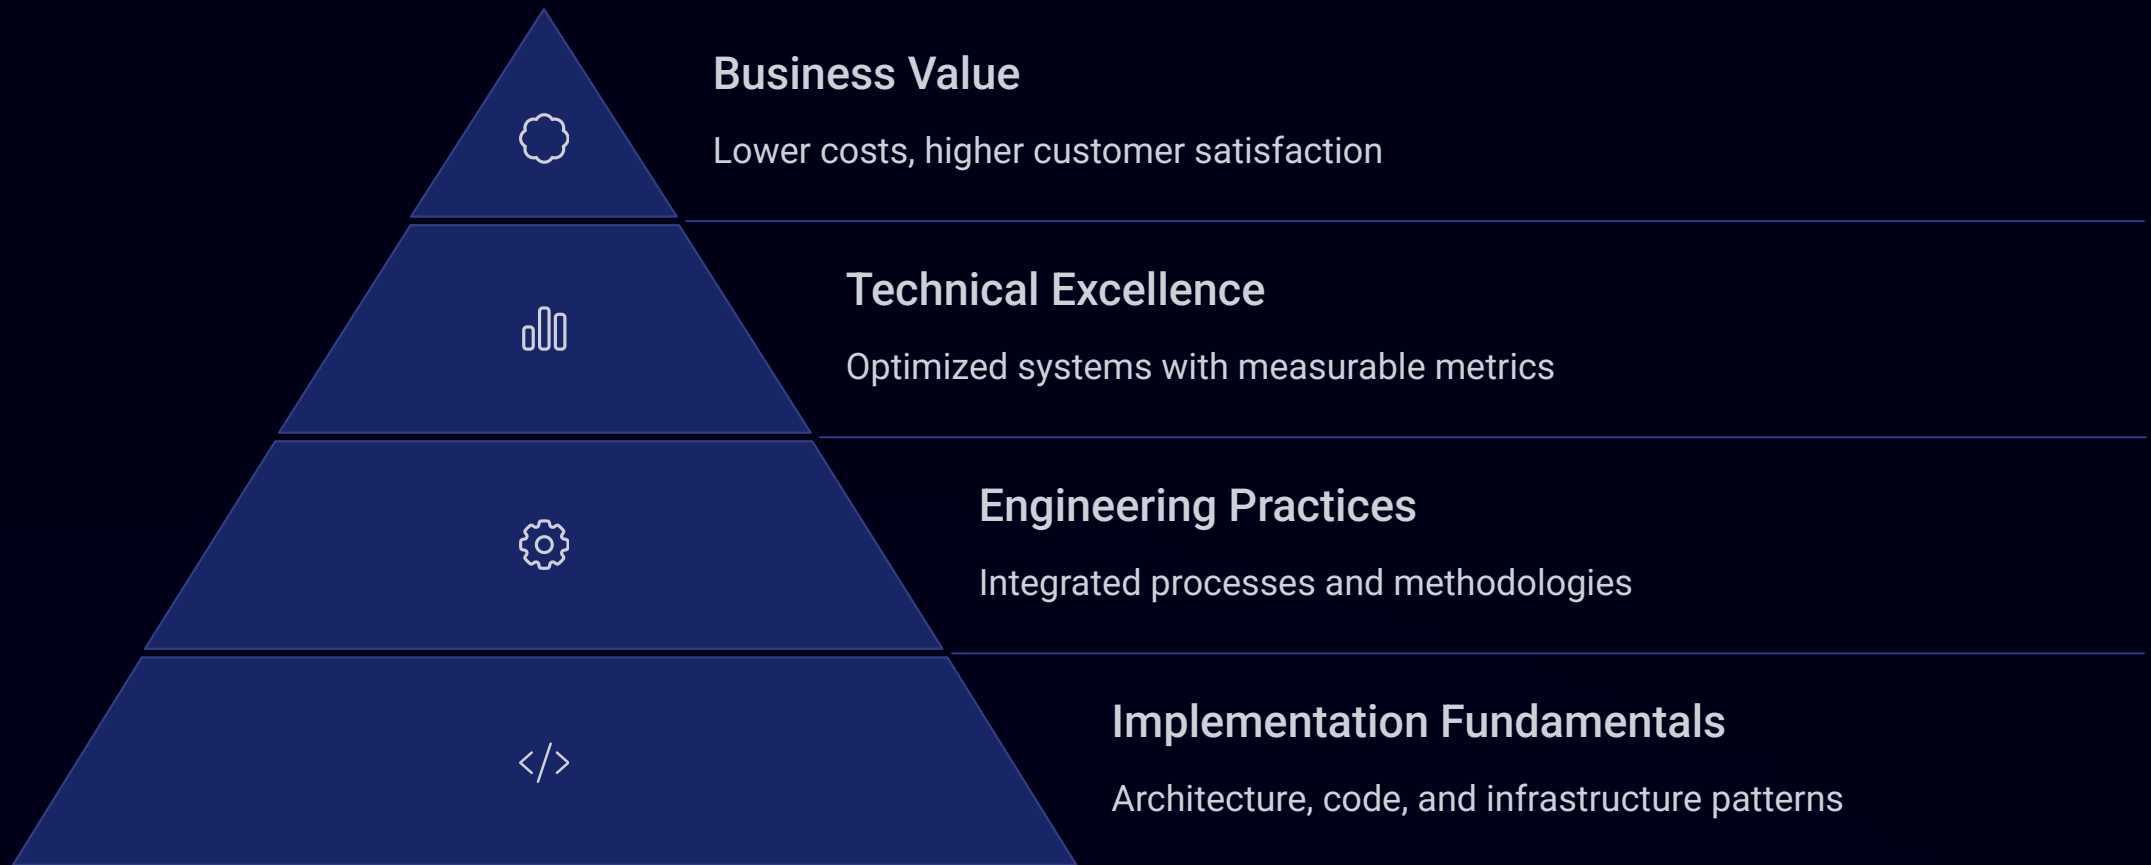 Business Value
Lower costs, higher customer satisfaction
Technical Excellence
Optimized systems with measurable metrics
Engineering Practices
Integrated processes and methodologies
Implementation Fundamentals
Architecture, code, and infrastructure patterns